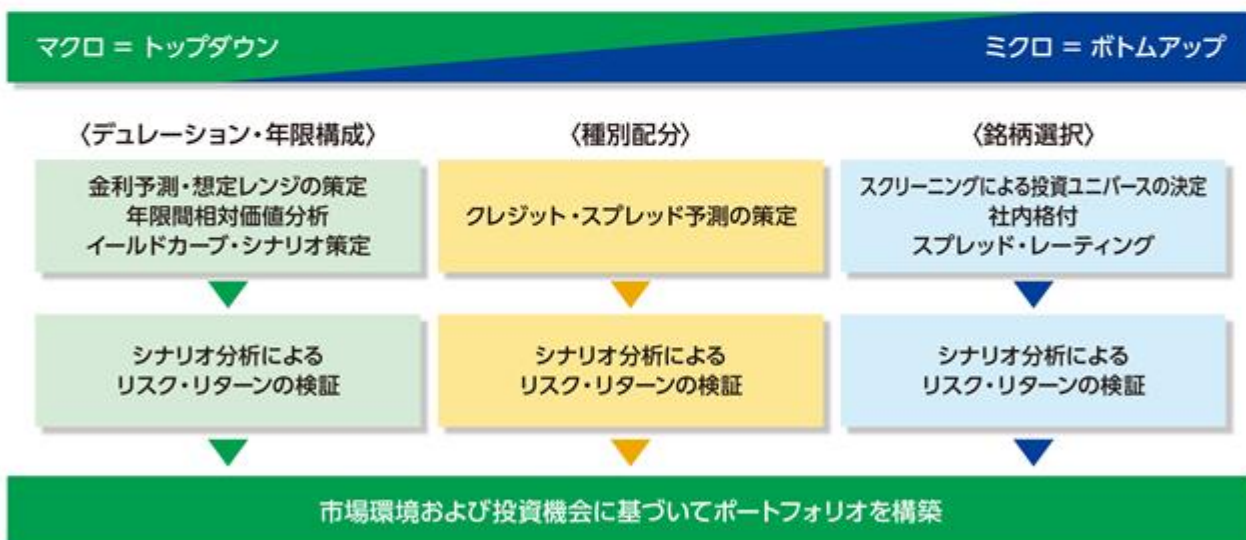 マクロ = トップダウン
ミクロ = ボトムアップ
〈デュレーション・年限構成〉
金利予測・想定レンジの策定
年限間相対価値分析
イールドカーブ・シナリオ策定
シナリオ分析による
リスク・リターンの検証
〈種別配分〉
クレジット・スプレッド予測の策定
シナリオ分析による
リスク・リターンの検証
〈銘柄選択〉
スクリーニングによる投資ユニバースの決定
社内格付
スプレッド・レーティング
シナリオ分析による
リスク・リターンの検証
市場環境および投資機会に基づいてポートフォリオを構築